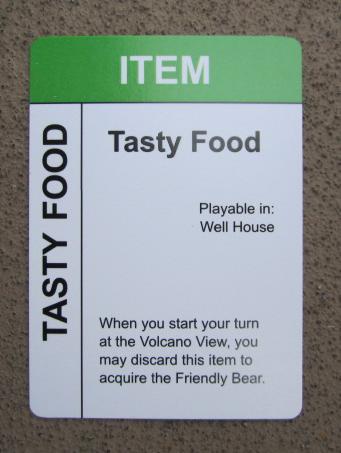 ITEM
TASTY FOOD
Tasty Food
Playable in:
Well House
When you start your turn
at the Volcano View, you
may discard this item to
acquire the Friendly Bear.